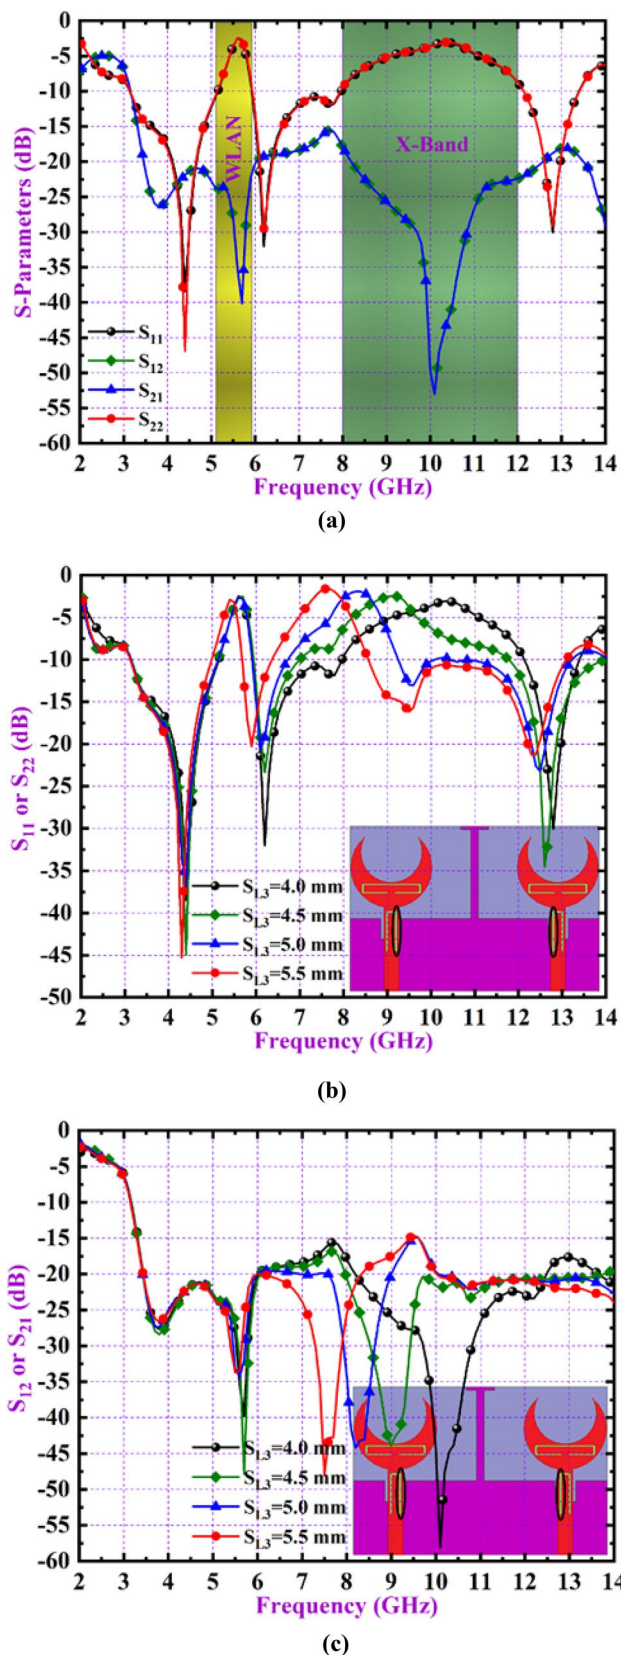 0
-5
-10
-15
-20
-25
-30
-35
-40
-45
-50
-55
-60
S-Parameters (dB)
WLAN
X-Band
S11
S12
S21
S22
2 3 4 5 6 7 8 9 10 11 12 13 14
Frequency (GHz)
(a)
0
-5
-10
-15
-20
-25
-30
-35
-40
-45
-50
S11 or S22 (dB)
SL3=4.0 mm
SL3=4.5 mm
SL3=5.0 mm
SL3=5.5 mm
2 3 4 5 6 7 8 9 10 11 12 13 14
Frequency (GHz)
(b)
0
-5
-10
-15
-20
-25
-30
-35
-40
-45
-50
-55
-60
S12 or S21 (dB)
SL3=4.0 mm
SL3=4.5 mm
SL3=5.0 mm
SL3=5.5 mm
2 3 4 5 6 7 8 9 10 11 12 13 14
Frequency (GHz)
(c)